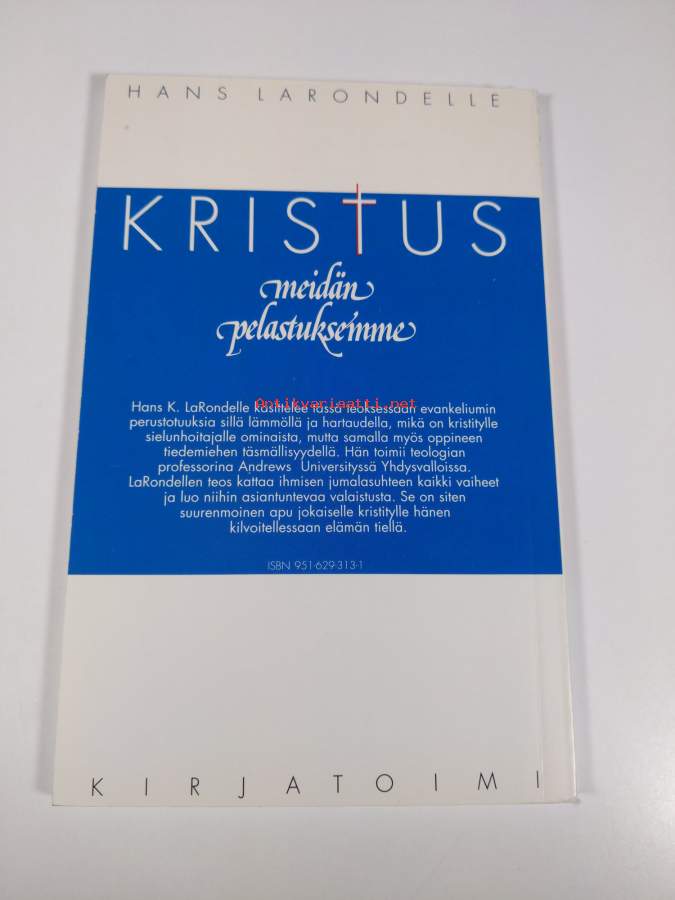 HANS LARONDELLE
KRISTUS
meidän
pelastukseimme
Antikvariaatti.net
Hans K. LaRondelle käsittelee tässä teoksessaan evankeliumin
perustotuuksia sillä lämmöllä ja hartaudella, mikä on kristitylle
sielunhoitajalle ominaista, mutta samalla myös oppineen
tiedemiehen täsmällisyydellä. Hän toimii teologian
professorina Andrews Universityssä Yhdysvalloissa.
LaRondellen teos kattaa ihmisen jumalasuhteen kaikki vaiheet
ja luo niihin asiantuntevaa valaistusta. Se on siten
suurenmoinen apu jokaiselle kristitylle hänen
kilvoitellessaan elämän tiellä.
ISBN 951-629-313-1
KIRJATOIMI